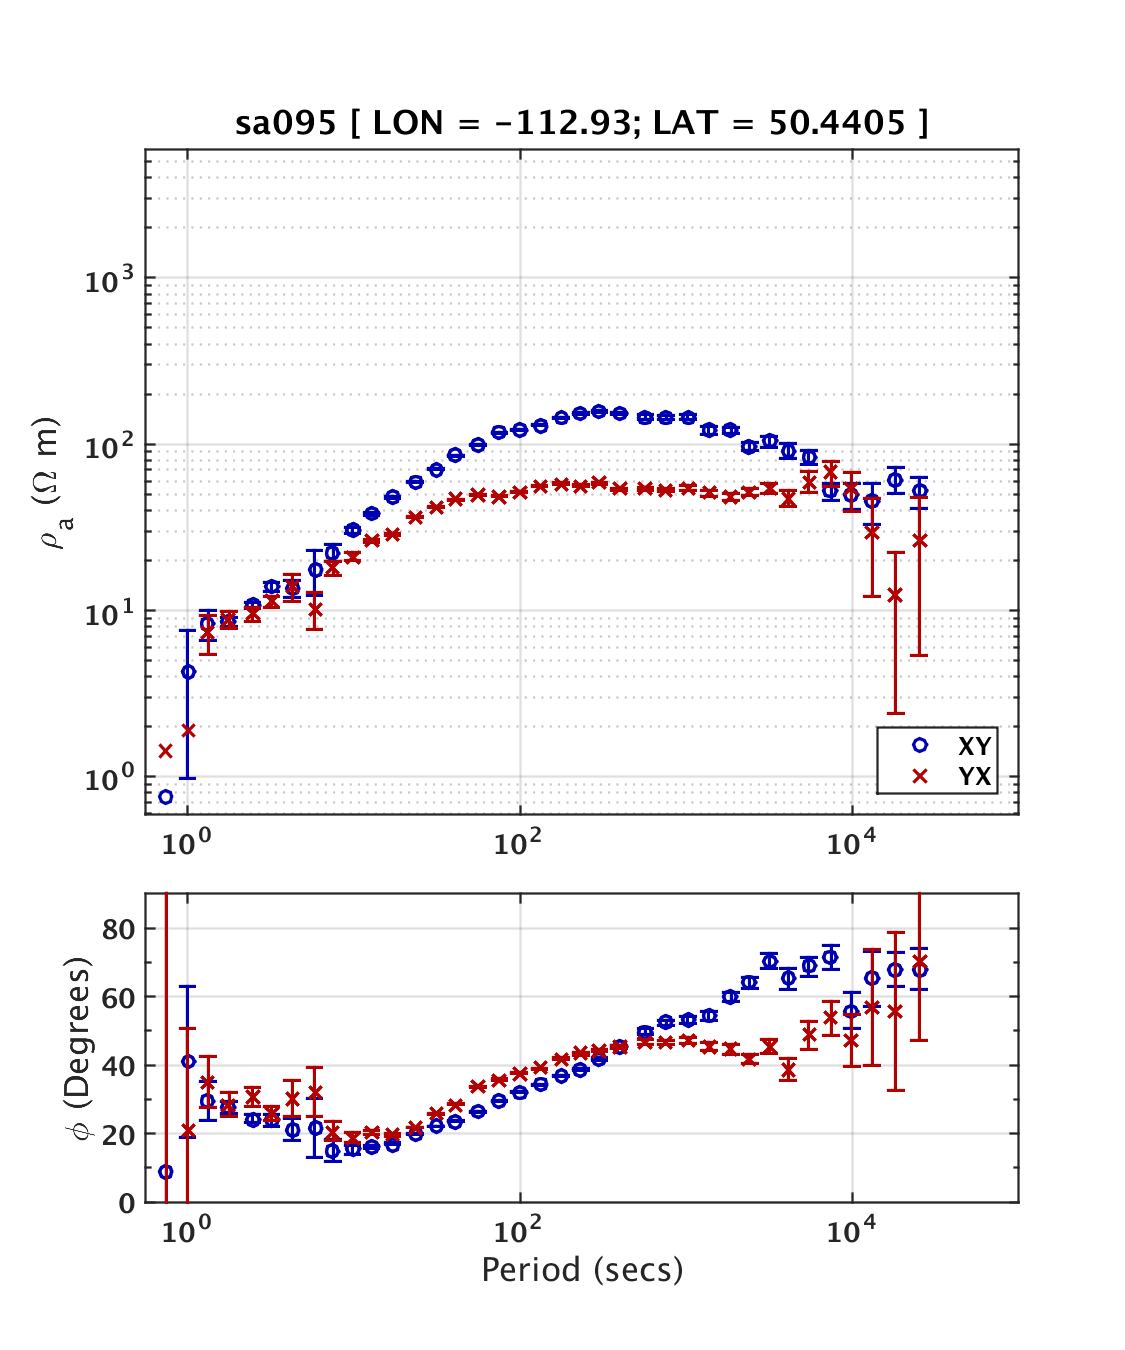 sa095 [ LON = -112.93; LAT = 50.4405 ]
ρa (Ω m)
10^3
10^2
10^1
10^0
XY
YX
10^0 10^2 10^4
ϕ (Degrees)
80
60
40
20
0
10^0 10^2 10^4
Period (secs)